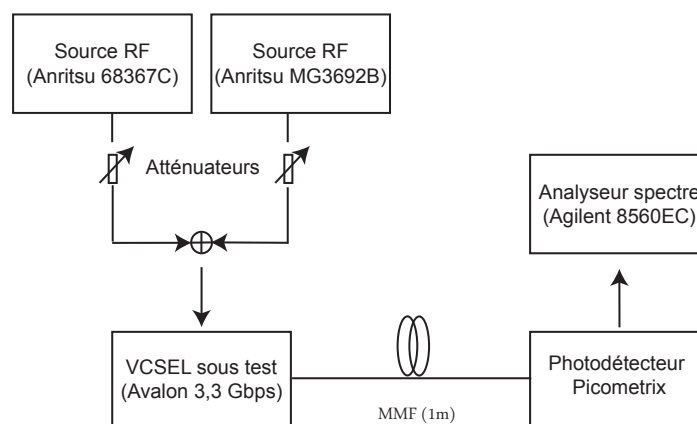 Source RF
(Anritsu 68367C)
Source RF
(Anritsu MG3692B)
Atténuateurs
Analyseur spectre
(Agilent 8560EC)
VCSEL sous test
(Avalon 3,3 Gbps)
MMF (1m)
Photodétecteur
Picometrix